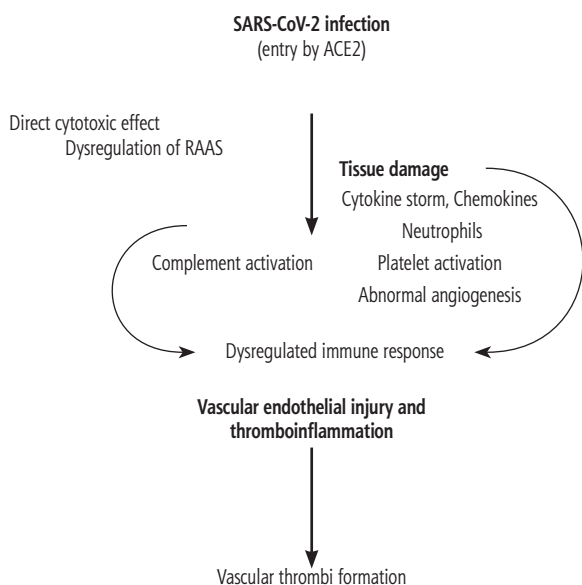 SARS-CoV-2 infection
(entry by ACE2)
Direct cytotoxic effect
Dysregulation of RAAS
Tissue damage
Cytokine storm, Chemokines
Neutrophils
Complement activation
Platelet activation
Abnormal angiogenesis
Dysregulated immune response
Vascular endothelial injury and
thromboinflammation
Vascular thrombi formation